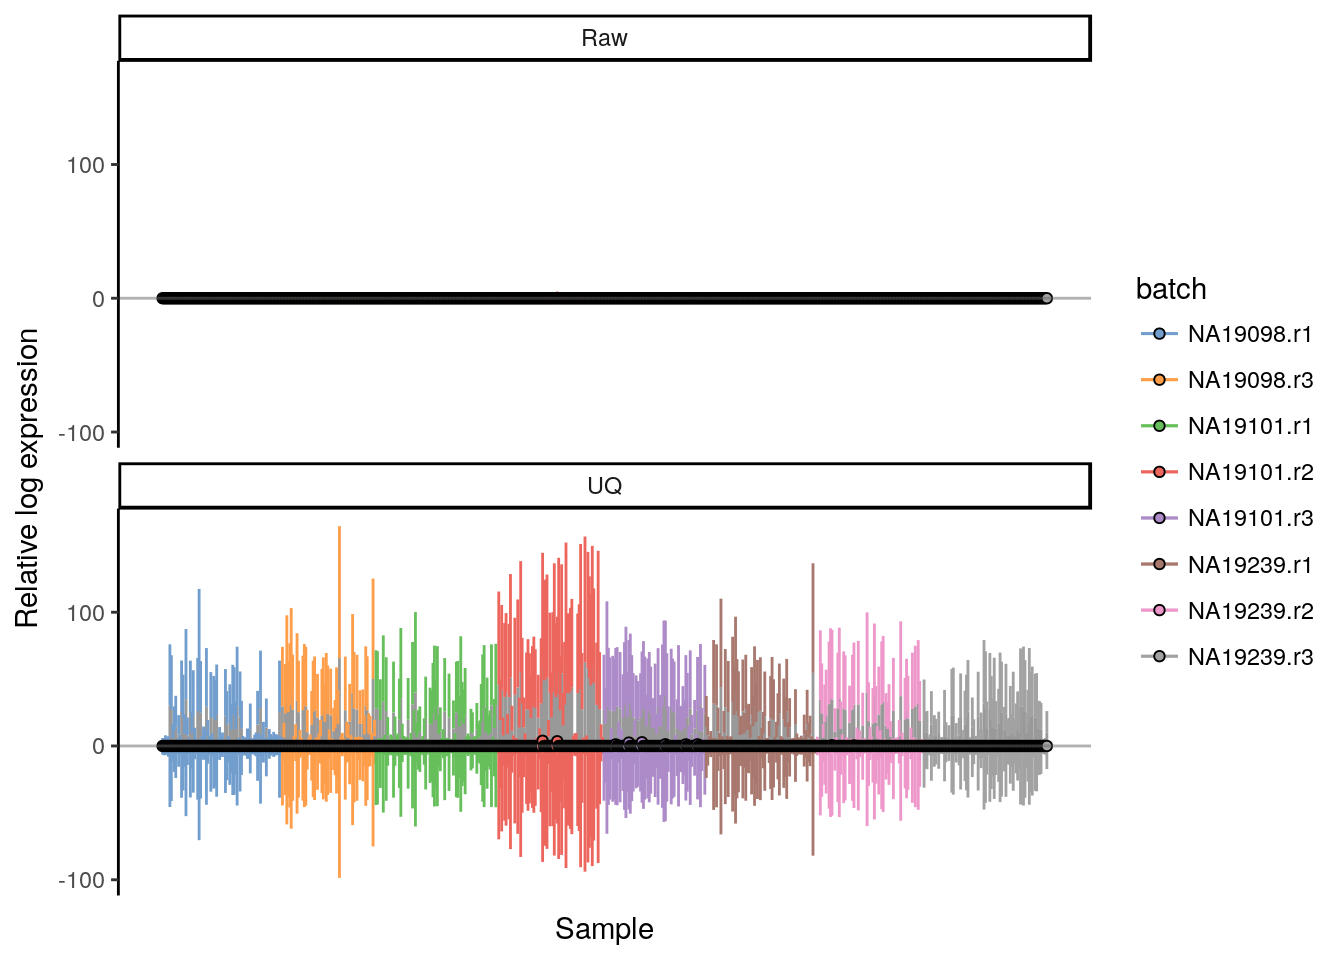 Raw
100
0
-100
Relative log expression
UQ
100
0
-100
Sample
batch
NA19098.r1
NA19098.r3
NA19101.r1
NA19101.r2
NA19101.r3
NA19239.r1
NA19239.r2
NA19239.r3